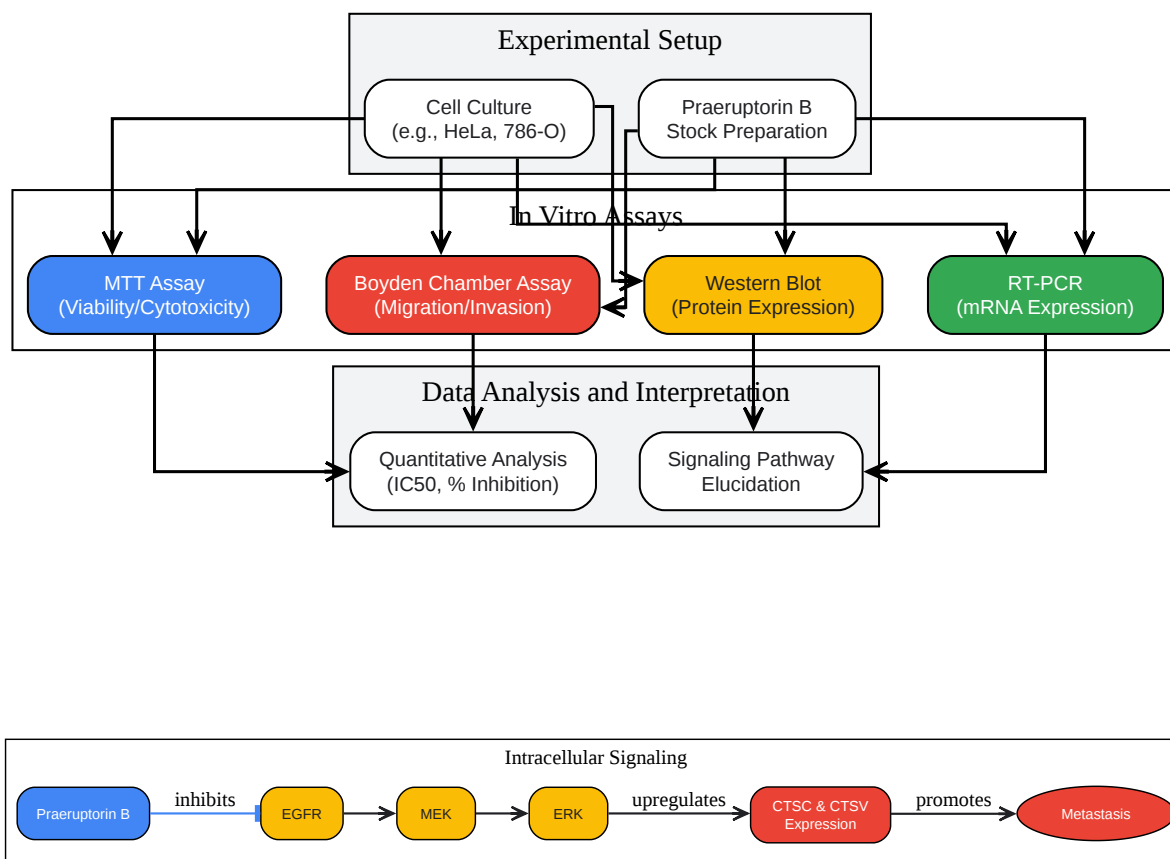 Experimental Setup
Cell Culture
(e.g., HeLa, 786-O)
Praeruptorin B
Stock Preparation
In Vitro Assays
MTT Assay
(Viability/Cytotoxicity)
Boyden Chamber Assay
(Migration/Invasion)
Western Blot
(Protein Expression)
RT-PCR
(mRNA Expression)
Data Analysis and Interpretation
Quantitative Analysis
(IC50, % Inhibition)
Signaling Pathway
Elucidation
Intracellular Signaling
Praeruptorin B
inhibits
EGFR
MEK
ERK
upregulates
CTSC & CTSV
Expression
promotes
Metastasis